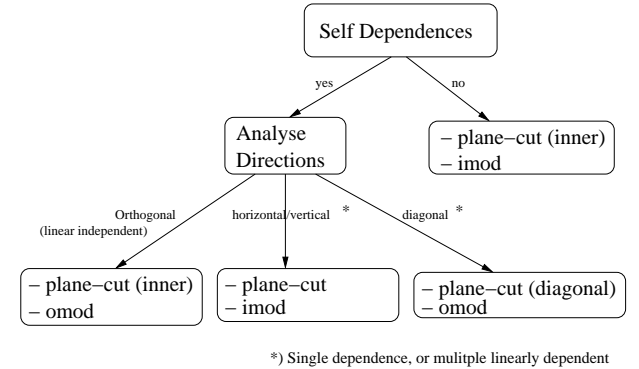 Self Dependences
yes
no
Analyse
Directions
– plane–cut (inner)
– imod
Orthogonal
(linear independent)
horizontal/vertical *
diagonal *
– plane–cut (inner)
– omod
– plane–cut
– imod
– plane–cut (diagonal)
– omod
*) Single dependence, or mulitple linearly dependent